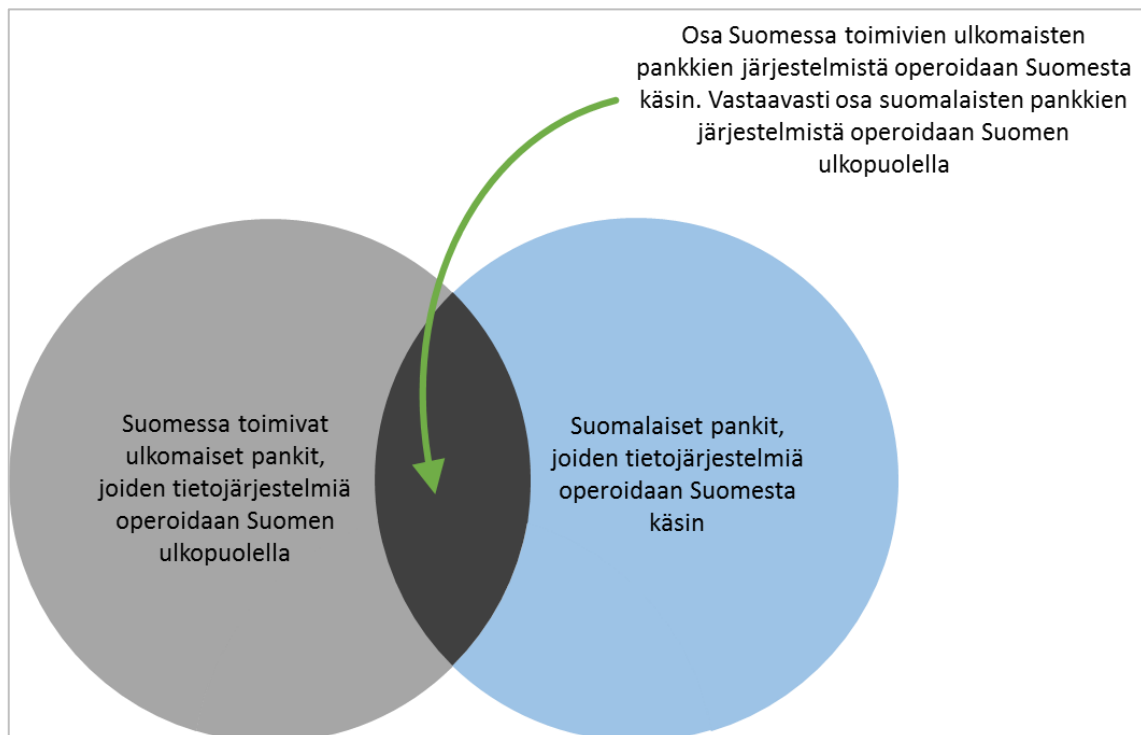 Osa Suomessa toimivien ulkomaisten
pankkien järjestelmistä operoidaan Suomesta
käsin. Vastaavasti osa suomalaisten pankkien
järjestelmistä operoidaan Suomen
ulkopuolella
Suomessa toimivat
ulkomaiset pankit,
joiden tietojärjestelmiä
operoidaan Suomen
ulkopuolella
Suomalaiset pankit,
joiden tietojärjestelmiä
operoidaan Suomesta
käsin